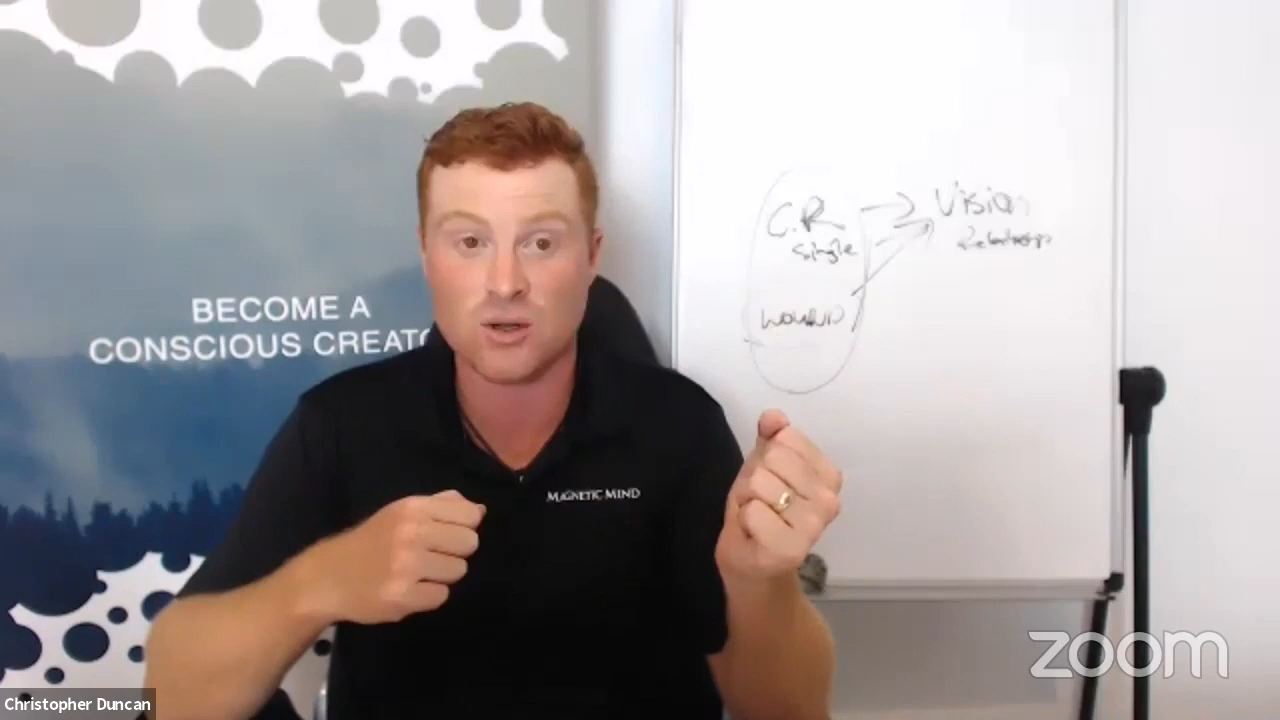 BECOME A
CONSCIOUS CREATO
C.R
Single
Vision
WOUND
MAGNETIC MIND
zoom
Christopher Duncan